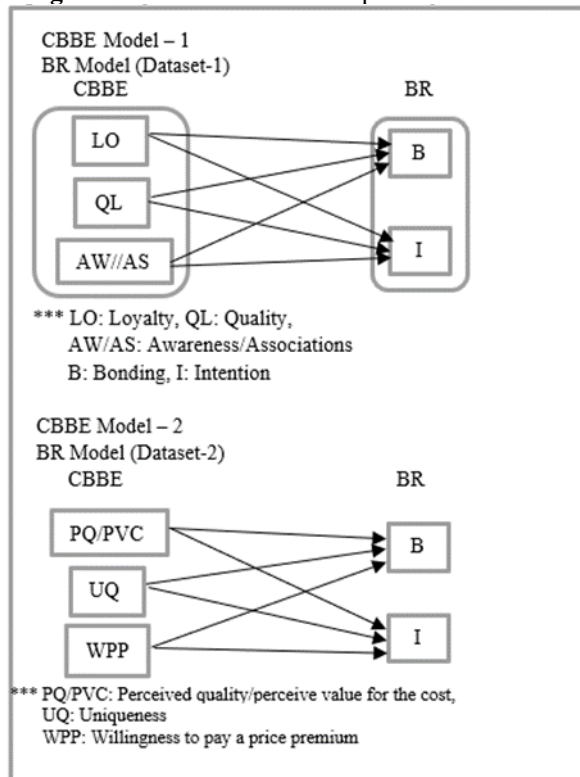 CBBE Model – 1
BR Model (Dataset-1)
CBBE BR
LO
B
QL
AW//AS
I
*** LO: Loyalty, QL: Quality,
AW/AS: Awareness/Associations
B: Bonding, I: Intention
CBBE Model – 2
BR Model (Dataset-2)
CBBE BR
PQ/PVC
B
UQ
I
WPP
*** PQ/PVC: Perceived quality/perceive value for the cost,
UQ: Uniqueness
WPP: Willingness to pay a price premium